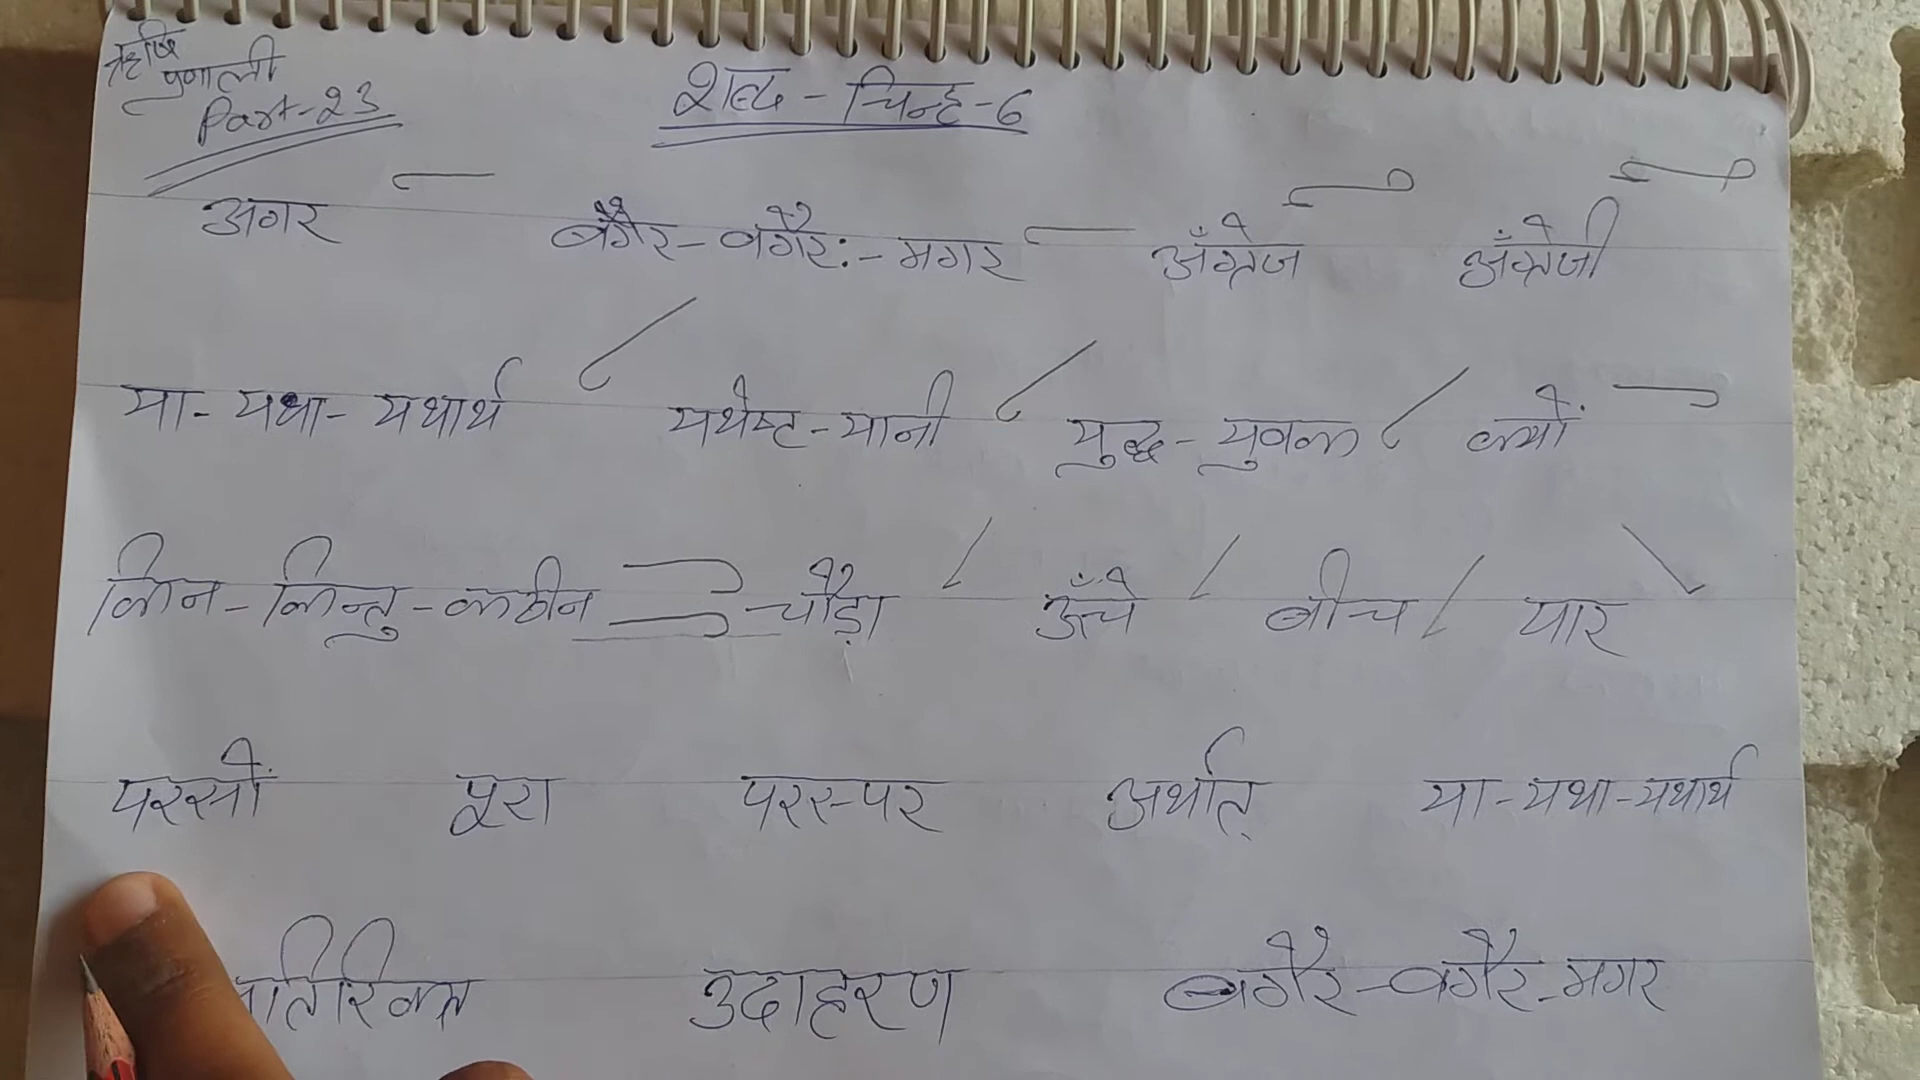 ऋषि
प्रणाली
Part-23
शब्द-चिन्ह-6
अगर बगैर-वगैर:-मगर अँग्रेज अँग्रेजी
या-यथा-यथार्थ यथेष्ट-यानी युद्ध-युवक क्यों
किन-किन्तु-कठीन चौड़ा ऊँचे बीच पार
परसों पूरा परस्पर अर्थात् या-यथा-यथार्थ
उदाहरण बगैर-वगैर-मगर